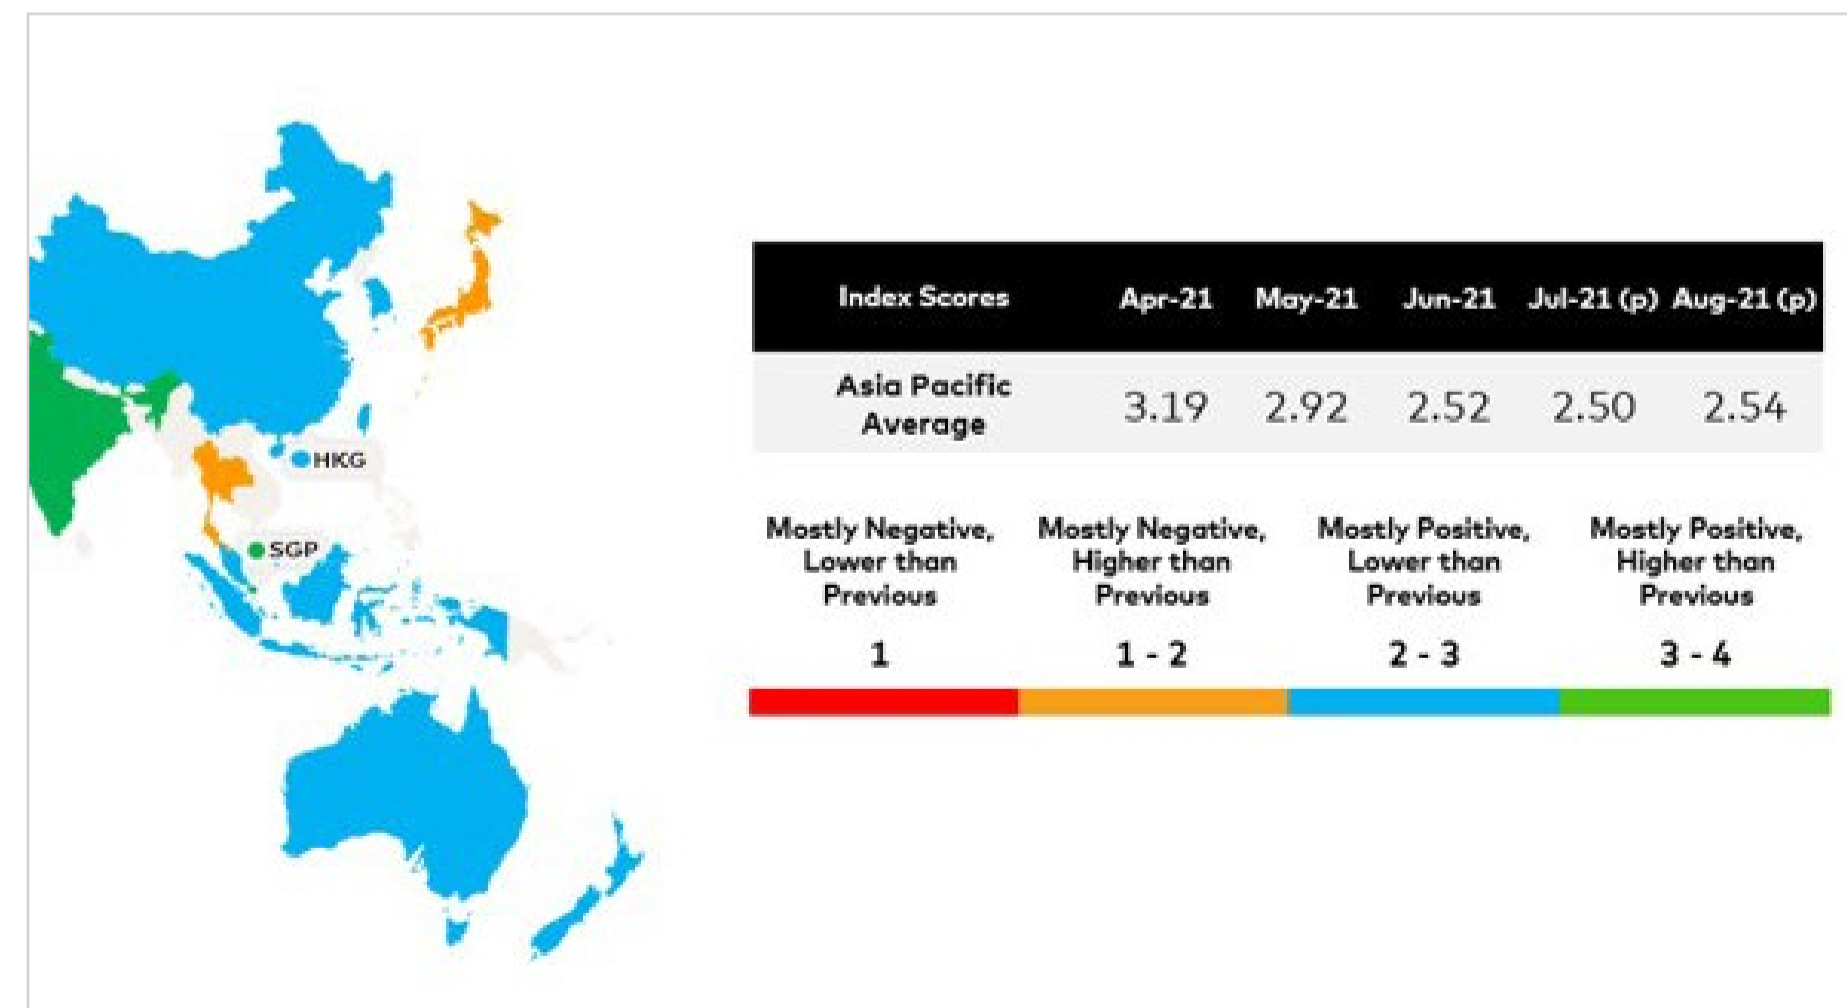 Index Scores Apr-21 May-21 Jun-21 Jul-21 (p) Aug-21 (p)
Asia Pacific
Average
3.19 2.92 2.52 2.50 2.54
HKG
SGP
Mostly Negative,
Lower than
Previous
1
Mostly Negative,
Higher than
Previous
1 - 2
Mostly Positive,
Lower than
Previous
2 - 3
Mostly Positive,
Higher than
Previous
3 - 4